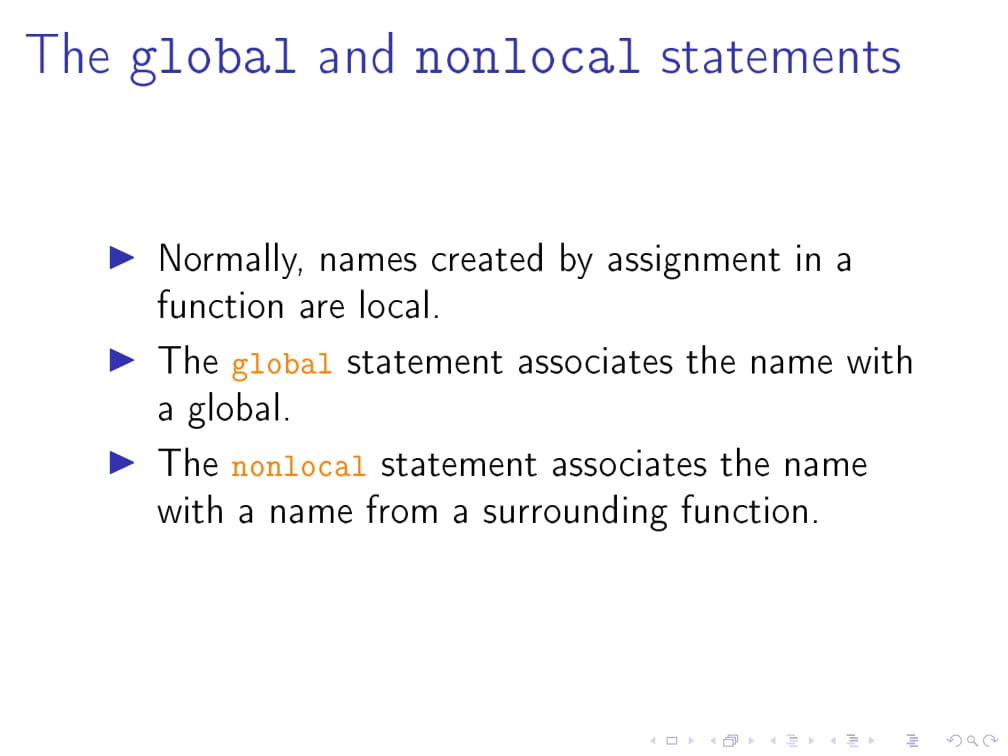 The global and nonlocal statements
Normally, names created by assignment in a
function are local.
The global statement associates the name with
a global.
The nonlocal statement associates the name
with a name from a surrounding function.